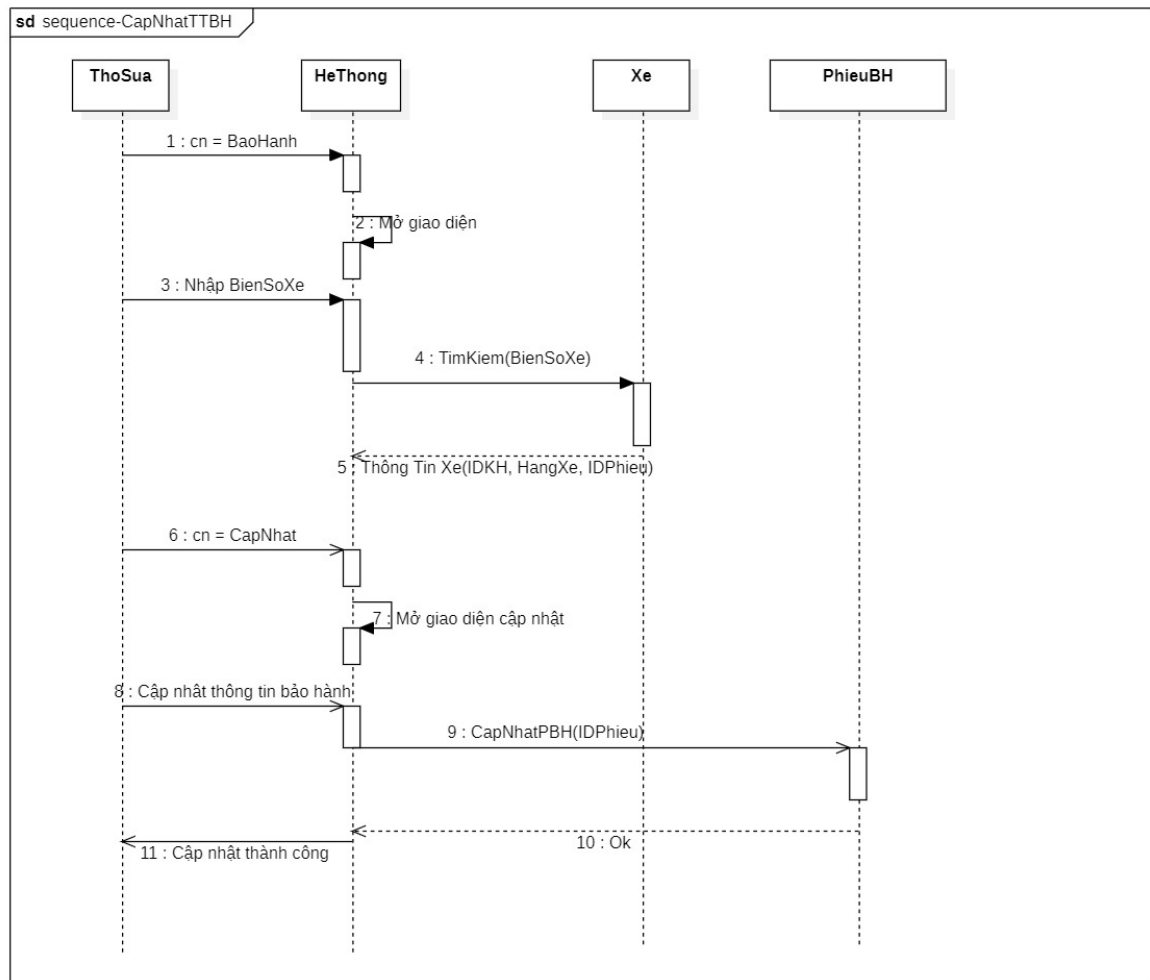 sd sequence-CapNhatTTBH
ThoSua
HeThong
Xe
PhieuBH
1 : cn = BaoHanh
2 : Mở giao diện
3 : Nhập BienSoXe
4 : TimKiem(BienSoXe)
5 : Thông Tin Xe(IDKH, HangXe, IDPhieu)
6 : cn = CapNhat
7 : Mở giao diện cập nhật
8 : Cập nhât thông tin bảo hành
9 : CapNhatPBH(IDPhieu)
10 : Ok
11 : Cập nhật thành công